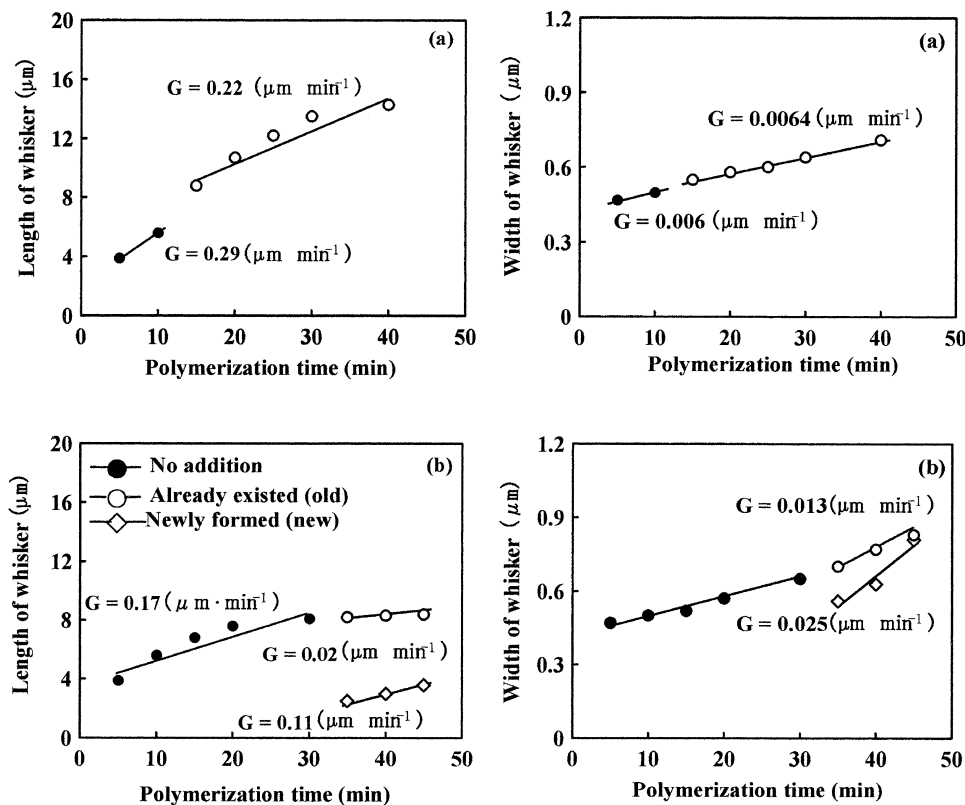 Length of whisker (μm)
20
16
12
8
4
0
(a)
G = 0.22 (μm min⁻¹)
G = 0.29 (μm min⁻¹)
0 10 20 30 40 50
Polymerization time (min)
Width of whisker (μm)
1.2
0.9
0.6
0.3
0
(a)
G = 0.0064 (μm min⁻¹)
G = 0.006 (μm min⁻¹)
0 10 20 30 40 50
Polymerization time (min)
Length of whisker (μm)
20
16
12
8
4
0
(b)
No addition
Already existed (old)
Newly formed (new)
G = 0.17 (μm·min⁻¹)
G = 0.02 (μm min⁻¹)
G = 0.11 (μm min⁻¹)
0 10 20 30 40 50
Polymerization time (min)
Width of whisker (μm)
1.2
0.9
0.6
0.3
0
(b)
G = 0.013 (μm min⁻¹)
G = 0.025 (μm min⁻¹)
0 10 20 30 40 50
Polymerization time (min)